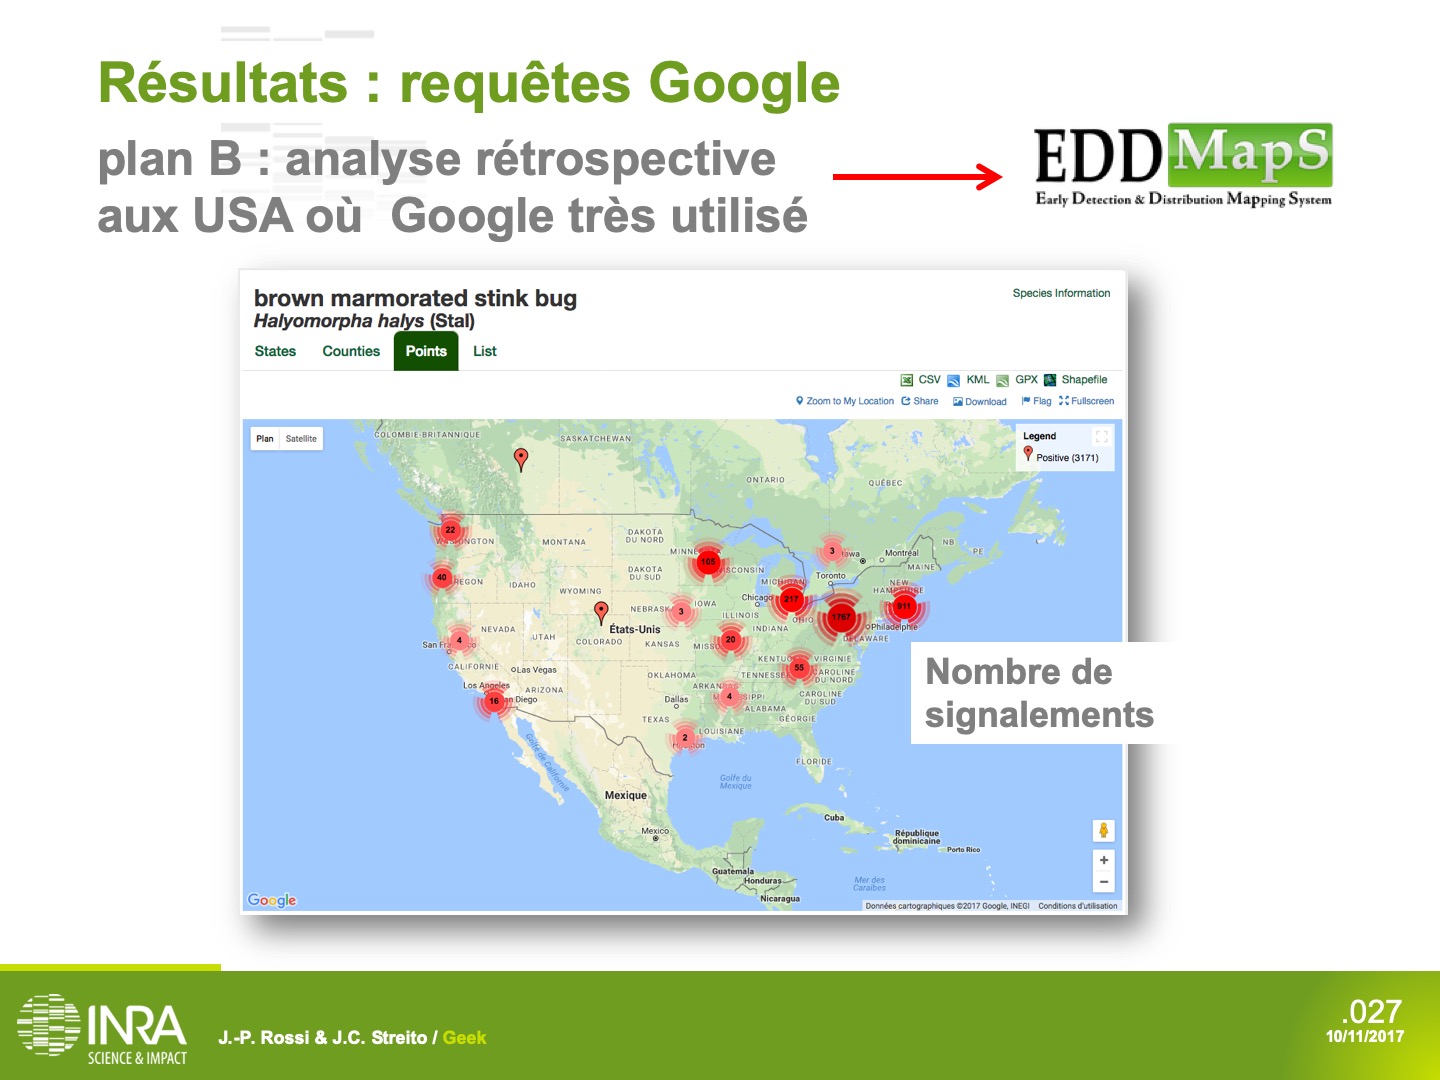 Résultats : requêtes Google
plan B : analyse rétrospective
aux USA où Google très utilisé
EDDMapS
Early Detection & Distribution Mapping System
brown marmorated stink bug
Species Information
Halyomorpha halys (Stal)
States Counties Points List
CSV KML GPX Shapefile
Zoom to My Location Share Download Flag Fullscreen
Plan Satellite
Legend
Positive (3171)
COLOMBIE-BRITANNIQUE
SASKATCHEWAN
ONTARIO
QUÉBEC
22
WASHINGTON
MONTANA
DAKOTA
DU NORD
105
WISCONSIN
3
Montréal
NB
PE
MAINE
40
OREGON
IDAHO
DAKOTA
DU SUD
MICHIGAN
Toronto
NEW
HAMPSHIRE
WYOMING
NEBRASKA
3
IOWA
Chicago
217
1767
911
Philadelphie
ILLINOIS
INDIANA
OHIO
DELAWARE
NEVADA
UTAH
COLORADO
États-Unis
KANSAS
20
4
San
CALIFORNIE
Las Vegas
KENTUCKY
VIRGINIE
55
CAROLINE
DU NORD
Los Angeles
16
San Diego
ARIZONA
OKLAHOMA
TENNESSEE
ARKANSAS
4
MISSISSIPPI
CAROLINE
DU SUD
Dallas
ALABAMA
GÉORGIE
TEXAS
2
LOUISIANE
Houston
FLORIDE
Nombre de
signalements
Golfe de Californie
Golfe du
Mexique
Mexique
Mexico
Cuba
République
dominicaine
Porto Rico
Guatemala
Honduras
Nicaragua
Mer des
Caraïbes
+
−
Google
Données cartographiques ©2017 Google, INEGI Conditions d'utilisation
INRA
SCIENCE & IMPACT
J.-P. Rossi & J.C. Streito / Geek
.027
10/11/2017